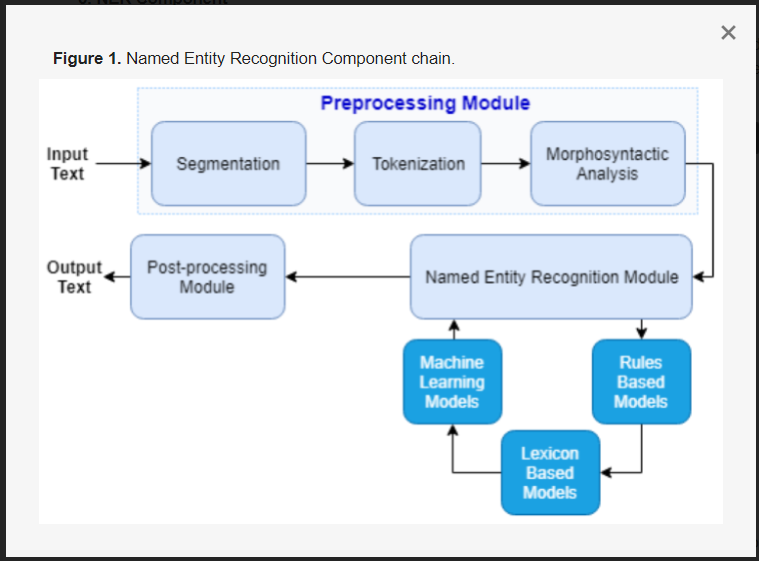 Figure 1. Named Entity Recognition Component chain.
Preprocessing Module
Input
Text
Segmentation
Tokenization
Morphosyntactic
Analysis
Output
Text
Post-processing
Module
Named Entity Recognition Module
Machine
Learning
Models
Rules
Based
Models
Lexicon
Based
Models